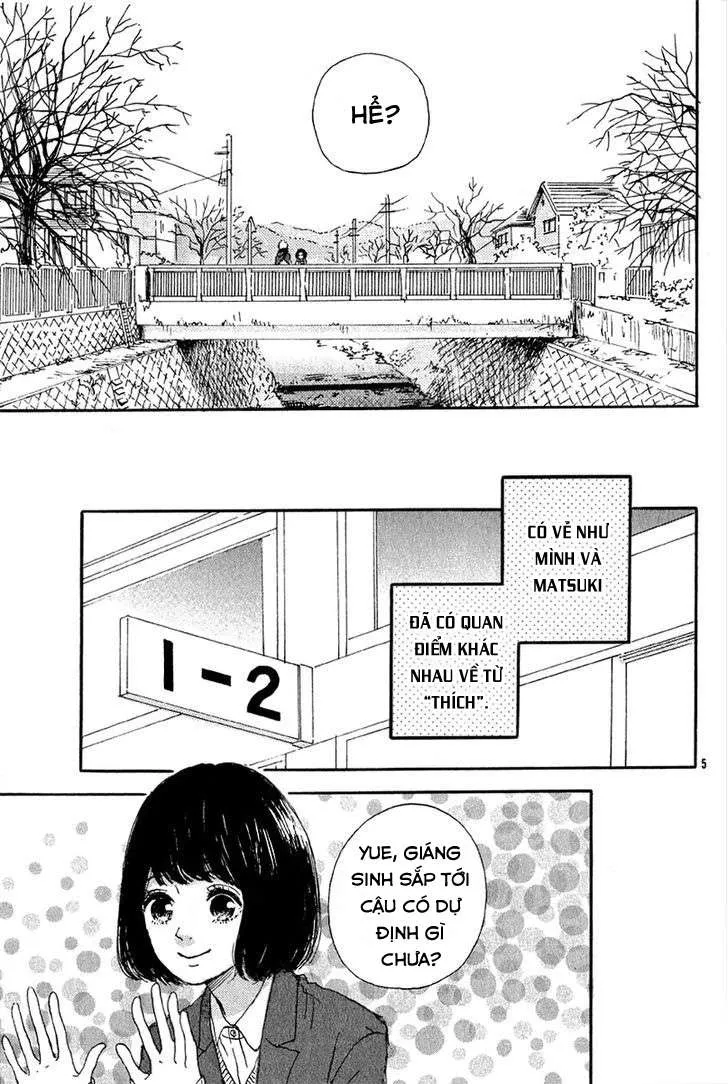 HỂ?
CÓ VẺ NHƯ
MÌNH VÀ
MATSUKI
ĐÃ CÓ QUAN
ĐIỂM KHÁC
NHAU VỀ TỪ
“THÍCH”.
1-2
5
YUE, GIÁNG
SINH SẮP TỚI
CẬU CÓ DỰ
ĐỊNH GÌ
CHƯA?